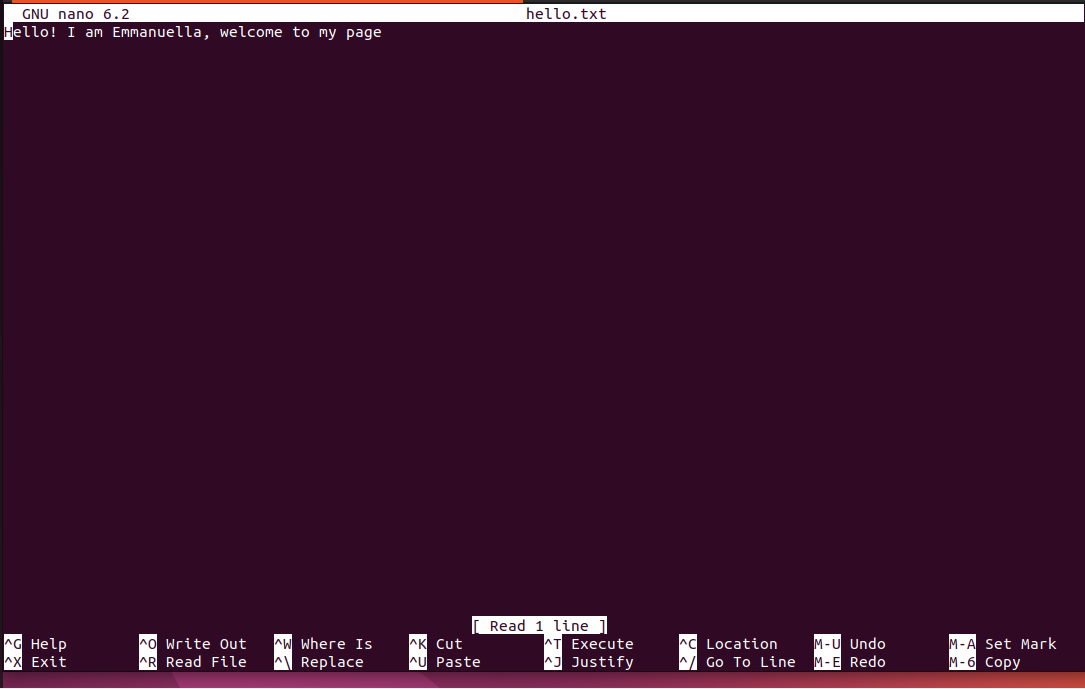 GNU nano 6.2 hello.txt
Hello! I am Emmanuella, welcome to my page
[ Read 1 line ]
^G Help ^O Write Out ^W Where Is ^K Cut ^T Execute ^C Location M-U Undo M-A Set Mark
^X Exit ^R Read File ^\ Replace ^U Paste ^J Justify ^/ Go To Line M-E Redo M-6 Copy